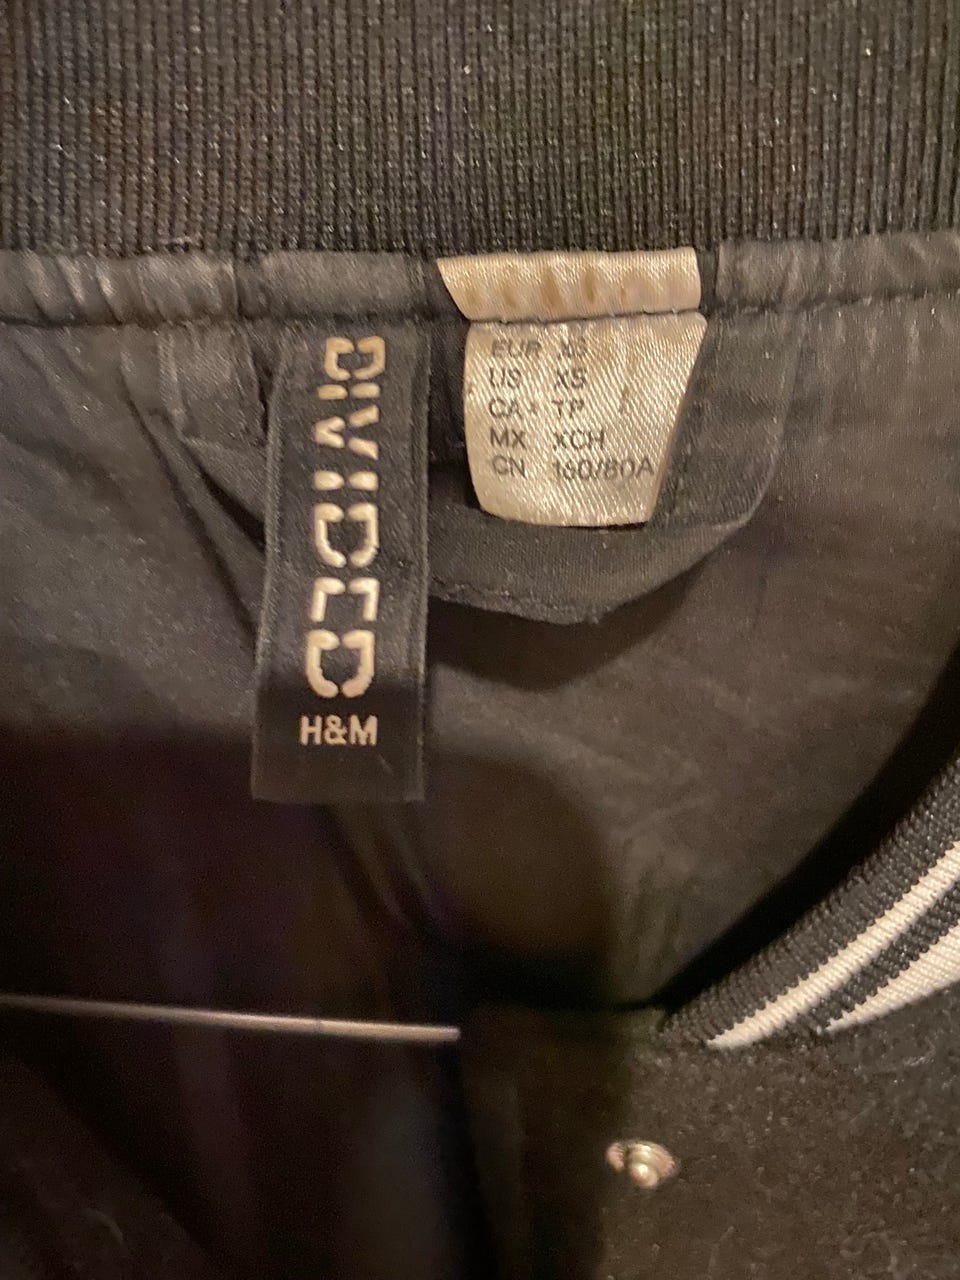 DIVIDED
H&M
EUR XS
US XS
CA TP
MX XCH
CN 160/80A